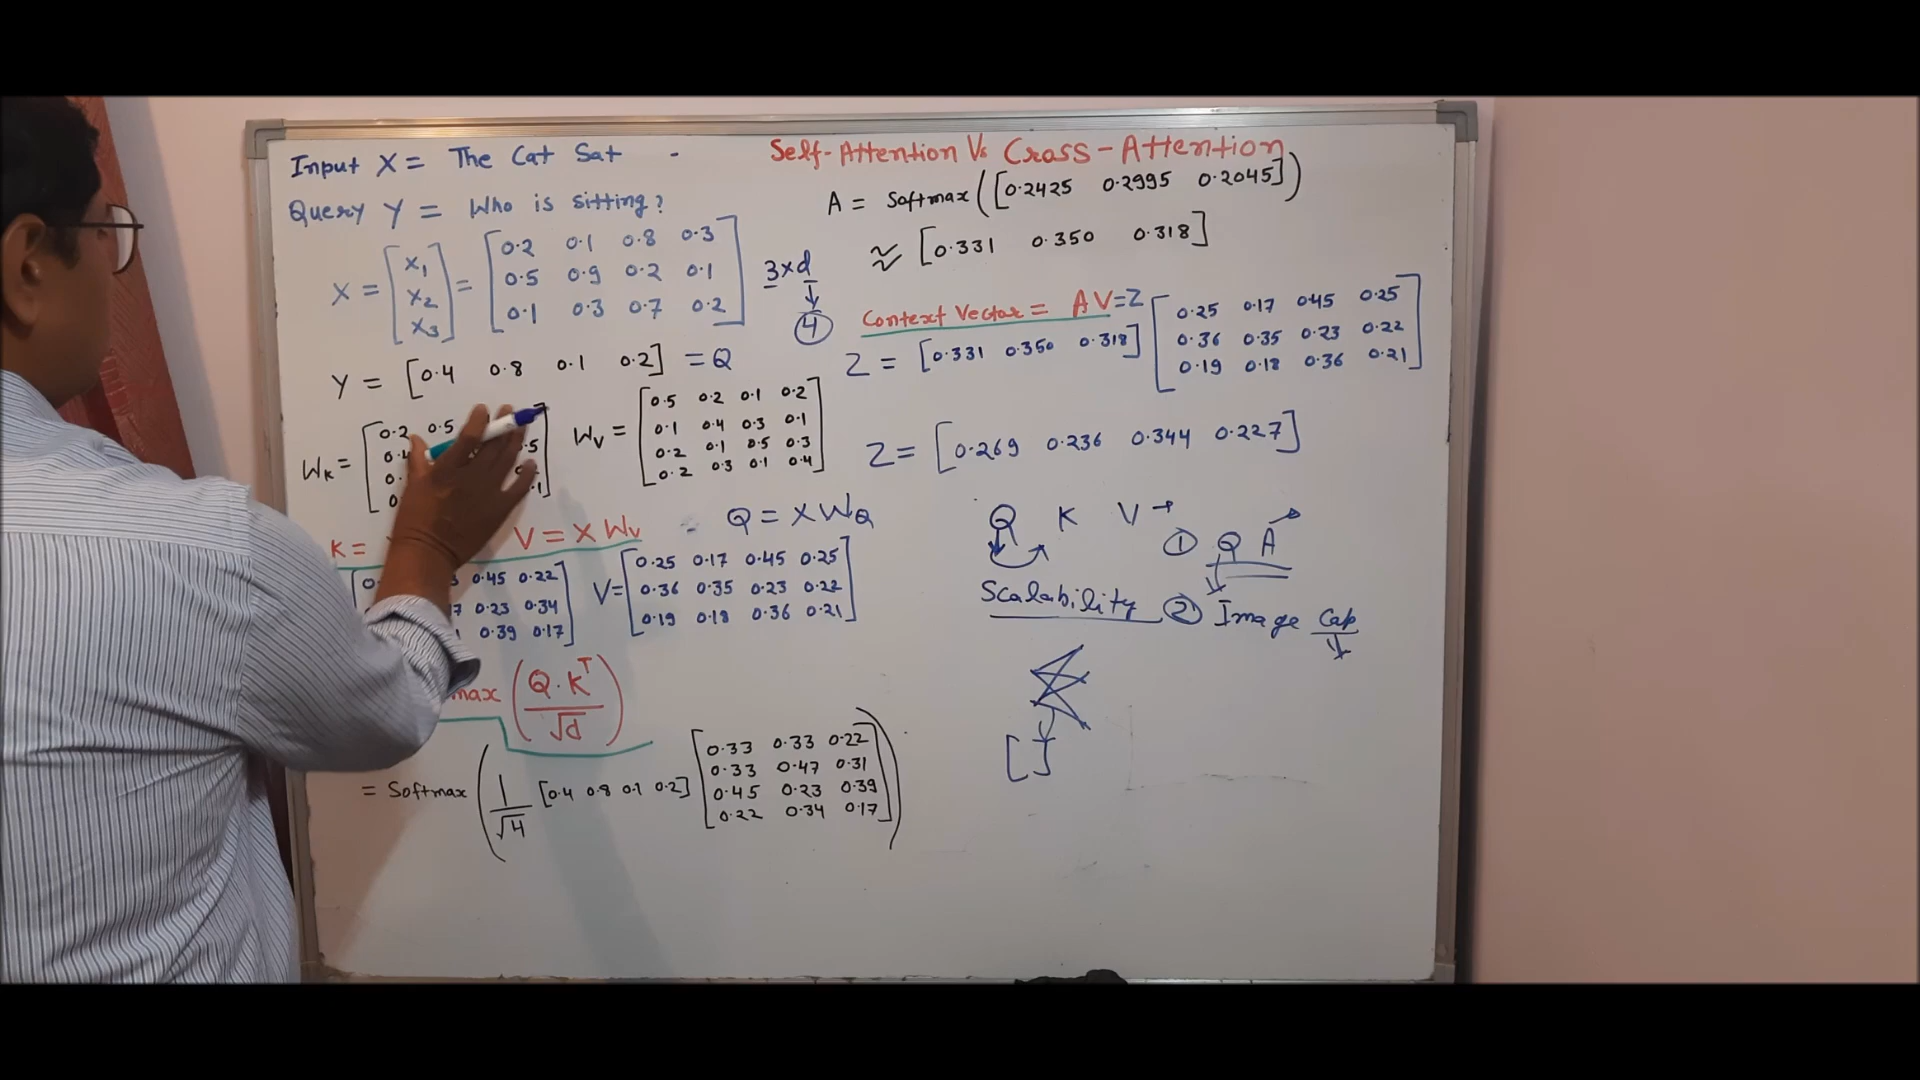 Input X = The Cat Sat -
Query Y = Who is sitting?
X = [x1 x2 x3] = [0.2 0.1 0.8 0.3
0.5 0.9 0.2 0.1
0.1 0.3 0.7 0.2] 3×d
↓
4
Y = [0.4 0.8 0.1 0.2] = Q
WK = [0.2 0.5
WV = [0.5 0.2 0.1 0.2
0.1 0.4 0.3 0.1
0.2 0.1 0.5 0.3
0.2 0.3 0.1 0.4]
K = V = X WV Q = X WQ
0.45 0.22
0.23 0.34
0.39 0.17]
V = [0.25 0.17 0.45 0.25
0.36 0.35 0.23 0.22
0.19 0.18 0.36 0.21]
max (Q·K^T / √d)
= Softmax (1/√4 [0.4 0.8 0.1 0.2] [0.33 0.33 0.22
0.33 0.47 0.31
0.45 0.23 0.39
0.22 0.34 0.17])
Self-Attention Vs Cross-Attention
A = Softmax ([0.2425 0.2995 0.2045])
≈ [0.331 0.350 0.318]
Context Vector = AV = Z
Z = [0.331 0.350 0.318] [0.25 0.17 0.45 0.25
0.36 0.35 0.23 0.22
0.19 0.18 0.36 0.21]
Z = [0.269 0.236 0.344 0.227]
Q K V →
① Q A
Scalability
② Image Cap
[ ]